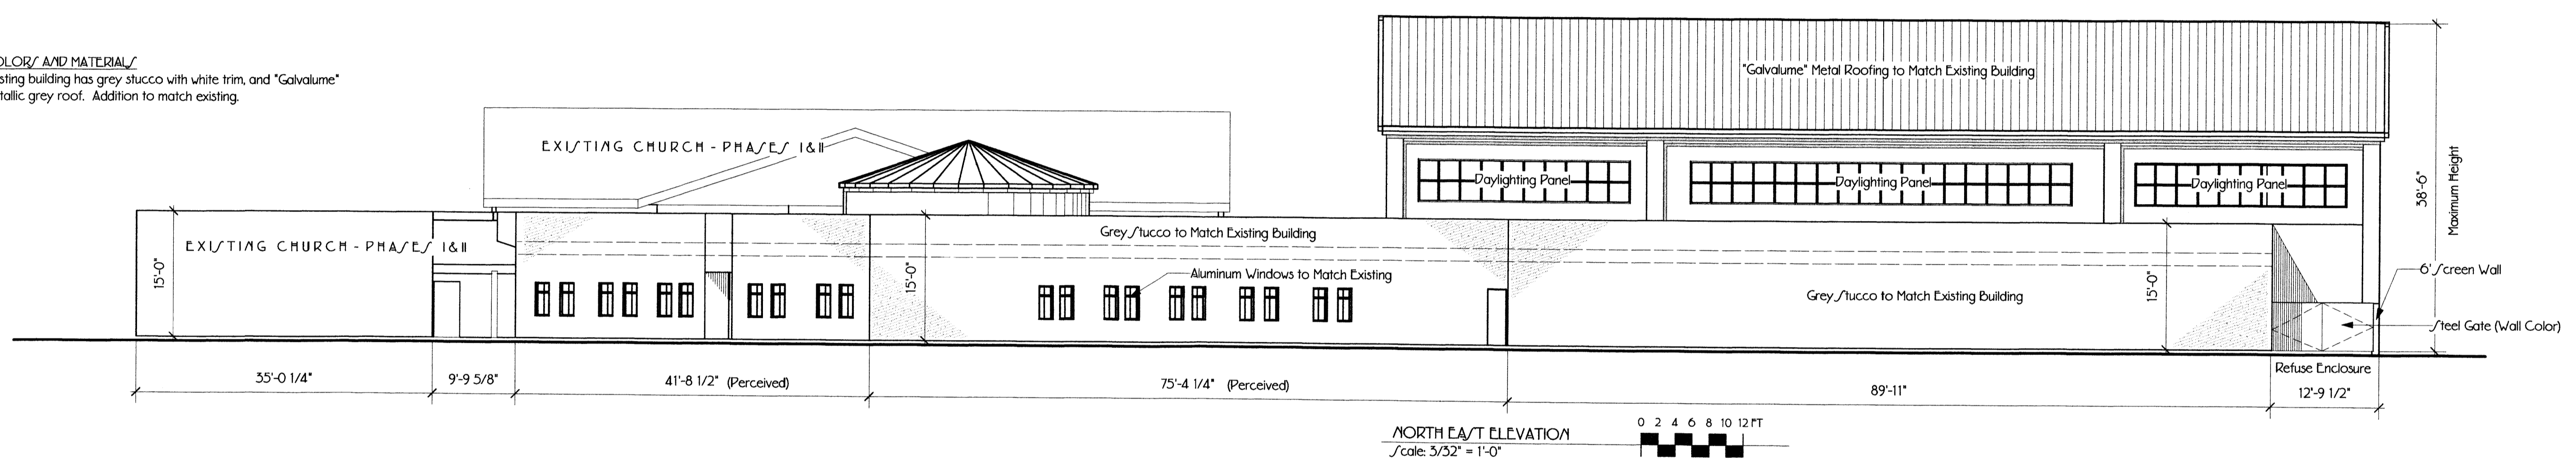 OLORS AND MATERIALS
sting building has grey stucco with white trim, and "Galvalume"
tallic grey roof. Addition to match existing.
"Galvalume" Metal Roofing to Match Existing Building
EXISTING CHURCH - PHASES I & II
Daylighting Panel
Daylighting Panel
Daylighting Panel
38'-6"
Maximum Height
EXISTING CHURCH - PHASES I & II
Grey Stucco to Match Existing Building
15'-0"
15'-0"
Aluminum Windows to Match Existing
15'-0"
Grey Stucco to Match Existing Building
6' Screen Wall
Steel Gate (Wall Color)
Refuse Enclosure
35'-0 1/4"
9'-9 5/8"
41'-8 1/2" (Perceived)
75'-4 1/4" (Perceived)
89'-11"
12'-9 1/2"
NORTH EAST ELEVATION
Scale: 3/32" = 1'-0"
0 2 4 6 8 10 12 FT